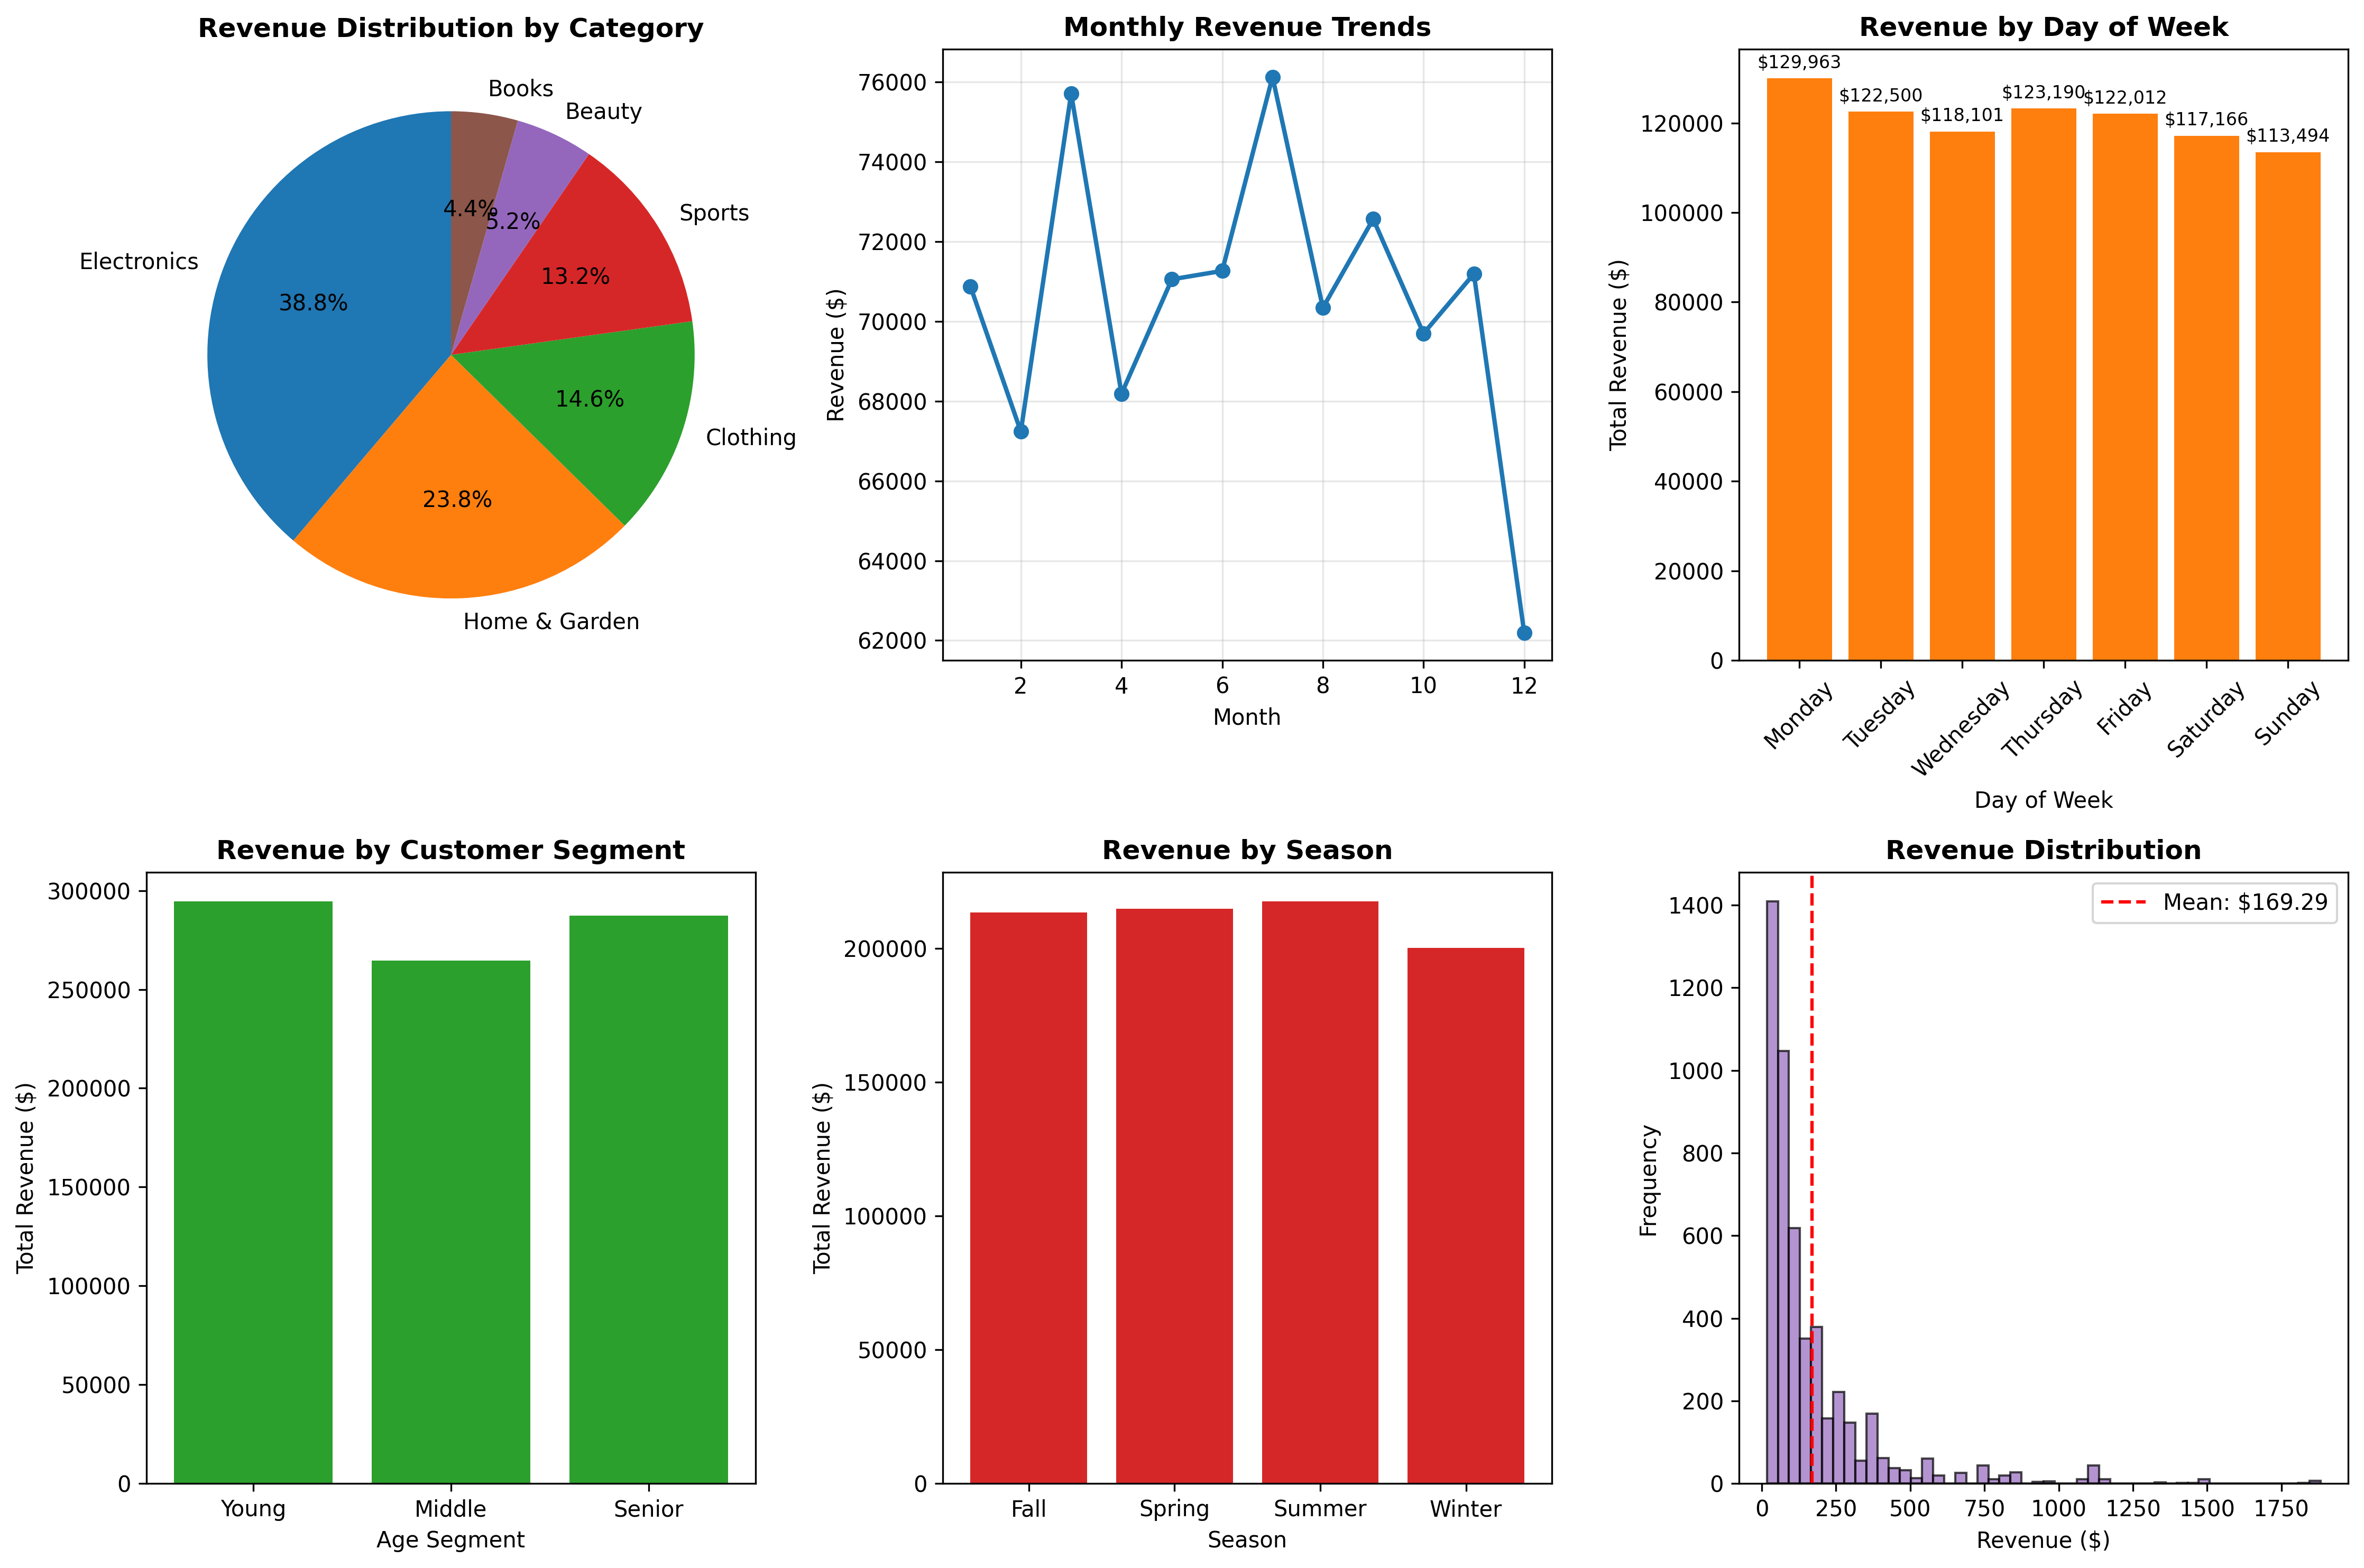 Revenue Distribution by Category
Books
Beauty
Sports
Electronics
Clothing
Home & Garden
4.4%
5.2%
13.2%
38.8%
14.6%
23.8%
Monthly Revenue Trends
Revenue ($)
76000
74000
72000
70000
68000
66000
64000
62000
2 4 6 8 10 12
Month
Revenue by Day of Week
Total Revenue ($)
120000
100000
80000
60000
40000
20000
0
$129,963
$122,500
$118,101
$123,190
$122,012
$117,166
$113,494
Monday
Tuesday
Wednesday
Thursday
Friday
Saturday
Sunday
Day of Week
Revenue by Customer Segment
Total Revenue ($)
300000
250000
200000
150000
100000
50000
0
Young Middle Senior
Age Segment
Revenue by Season
Total Revenue ($)
200000
150000
100000
50000
0
Fall Spring Summer Winter
Season
Revenue Distribution
Mean: $169.29
Frequency
1400
1200
1000
800
600
400
200
0
0 250 500 750 1000 1250 1500 1750
Revenue ($)